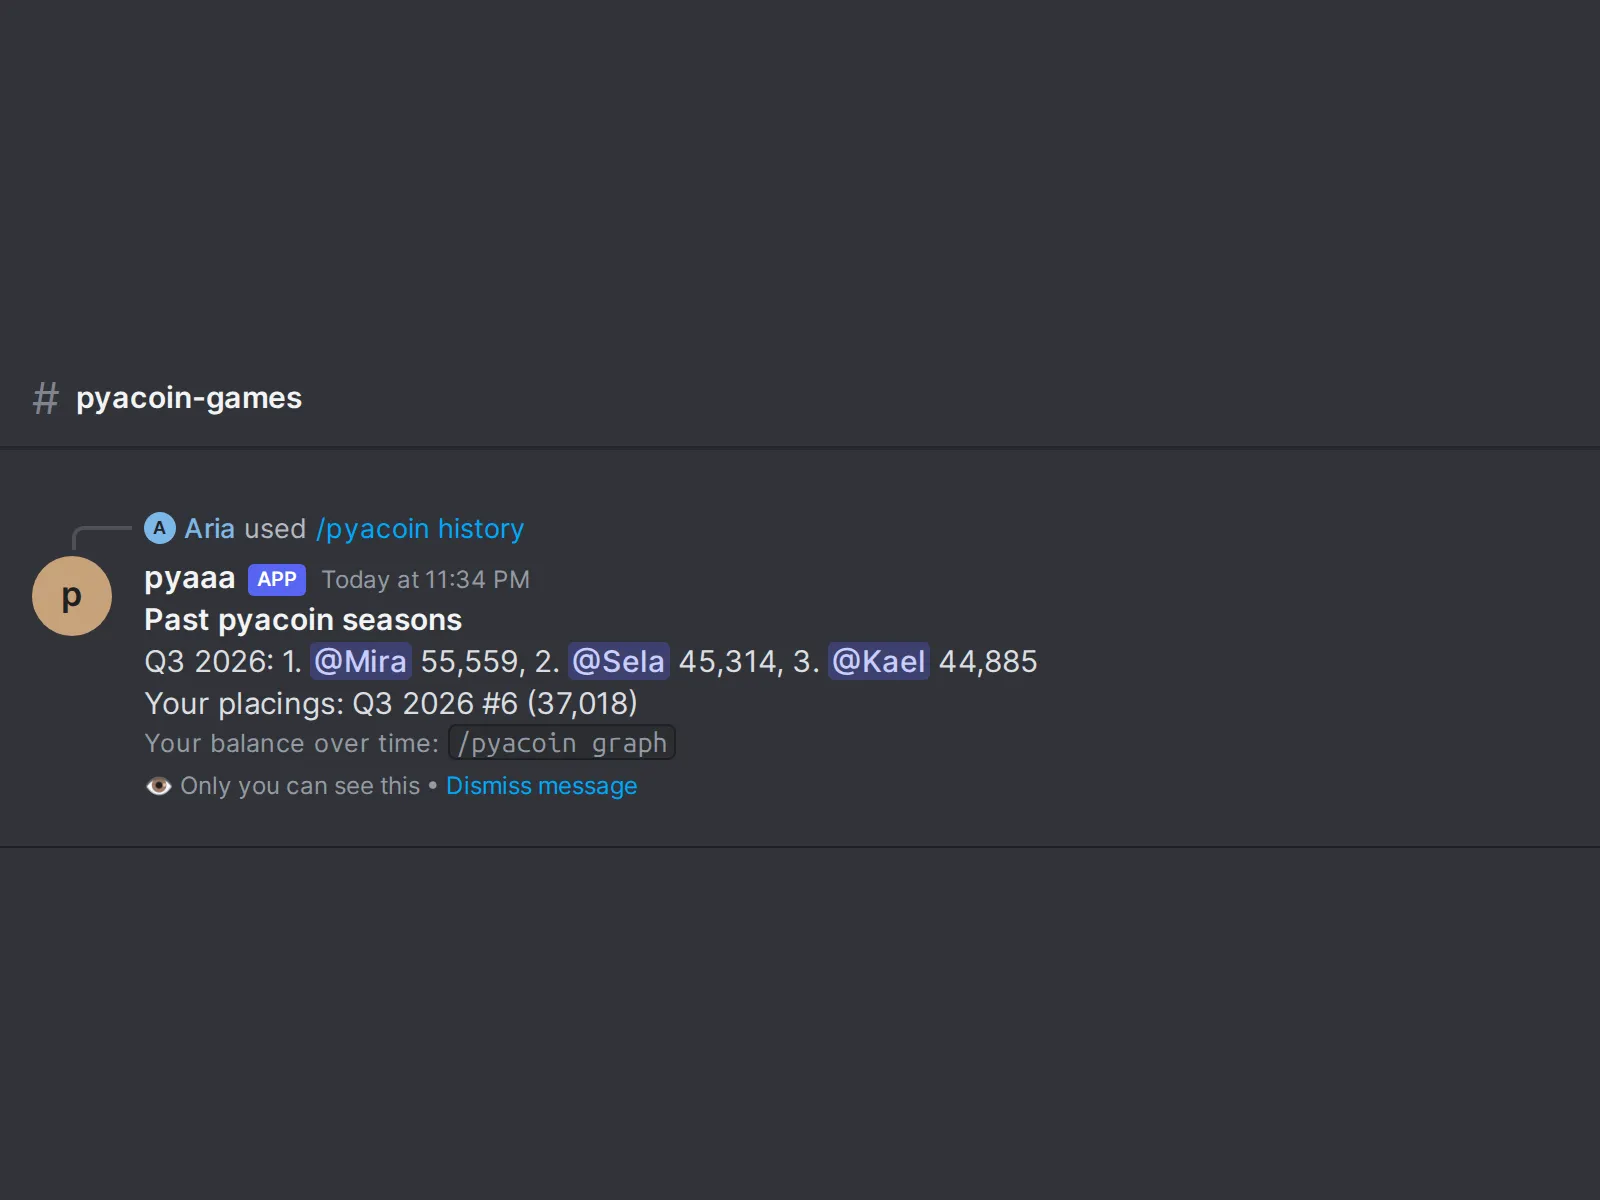 # pyacoin-games
A Aria used /pyacoin history
pyaaa APP Today at 11:34 PM
p
Past pyacoin seasons
Q3 2026: 1. @Mira 55,559, 2. @Sela 45,314, 3. @Kael 44,885
Your placings: Q3 2026 #6 (37,018)
Your balance over time: /pyacoin graph
Only you can see this • Dismiss message